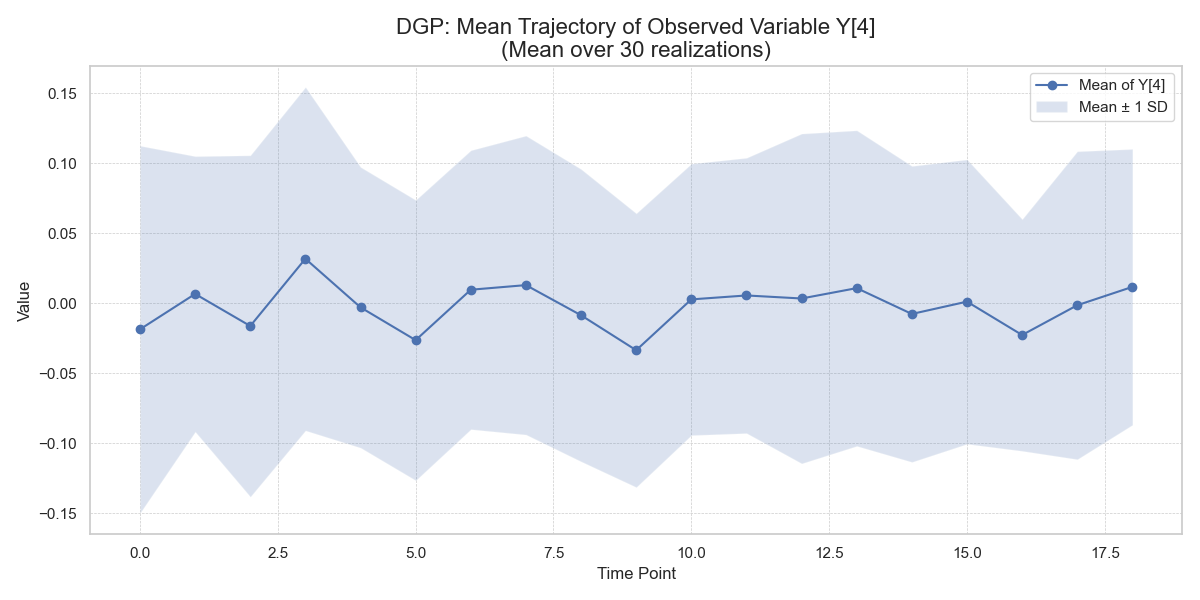 DGP: Mean Trajectory of Observed Variable Y[4]
(Mean over 30 realizations)
Mean of Y[4]
Mean ± 1 SD
Value
0.15
0.10
0.05
0.00
−0.05
−0.10
−0.15
0.0 2.5 5.0 7.5 10.0 12.5 15.0 17.5
Time Point